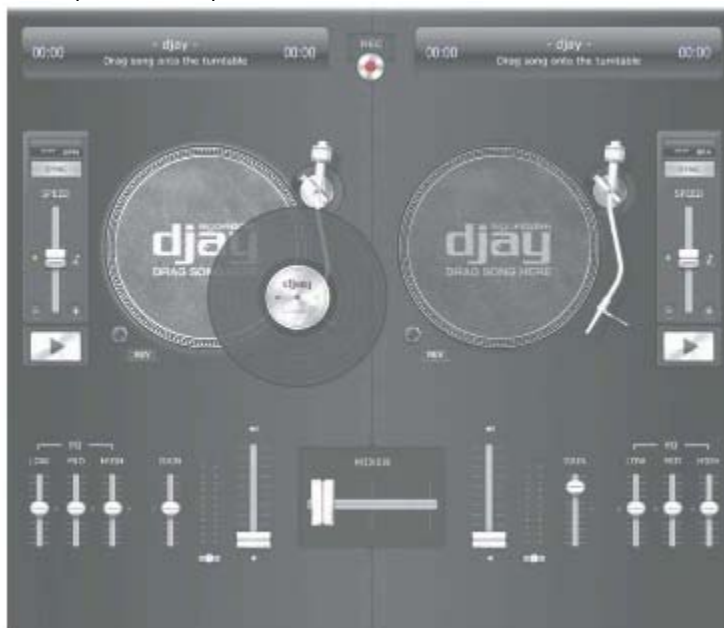 00:00
- djay -
Drag song onto the turntable
00:00
REC
00:00
- djay -
Drag song onto the turntable
00:00
SYNC
SPEED
djay
DRAG SONG HERE
djay
REV
djay
DRAG SONG HERE
REV
SPEED
EQ
LOW MID HIGH
GAIN
MIXER
GAIN
EQ
LOW MID HIGH